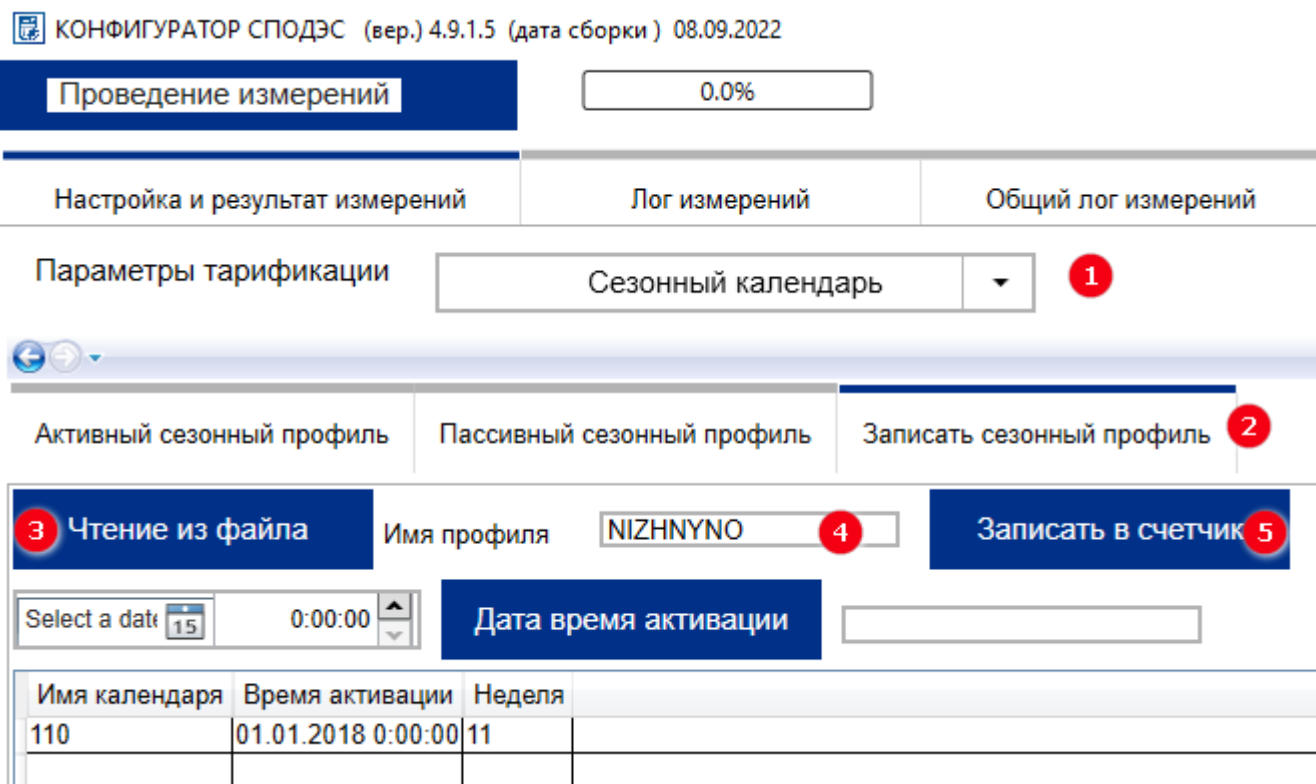 КОНФИГУРАТОР СПОДЭС (вер.) 4.9.1.5 (дата сборки ) 08.09.2022
Проведение измерений 0.0%
Настройка и результат измерений Лог измерений Общий лог измерений
Параметры тарификации Сезонный календарь 1
Активный сезонный профиль Пассивный сезонный профиль Записать сезонный профиль 2
3 Чтение из файла Имя профиля NIZHNYNO 4 Записать в счетчик 5
Select a date 15 0:00:00 Дата время активации
Имя календаря Время активации Неделя
110 01.01.2018 0:00:00 11